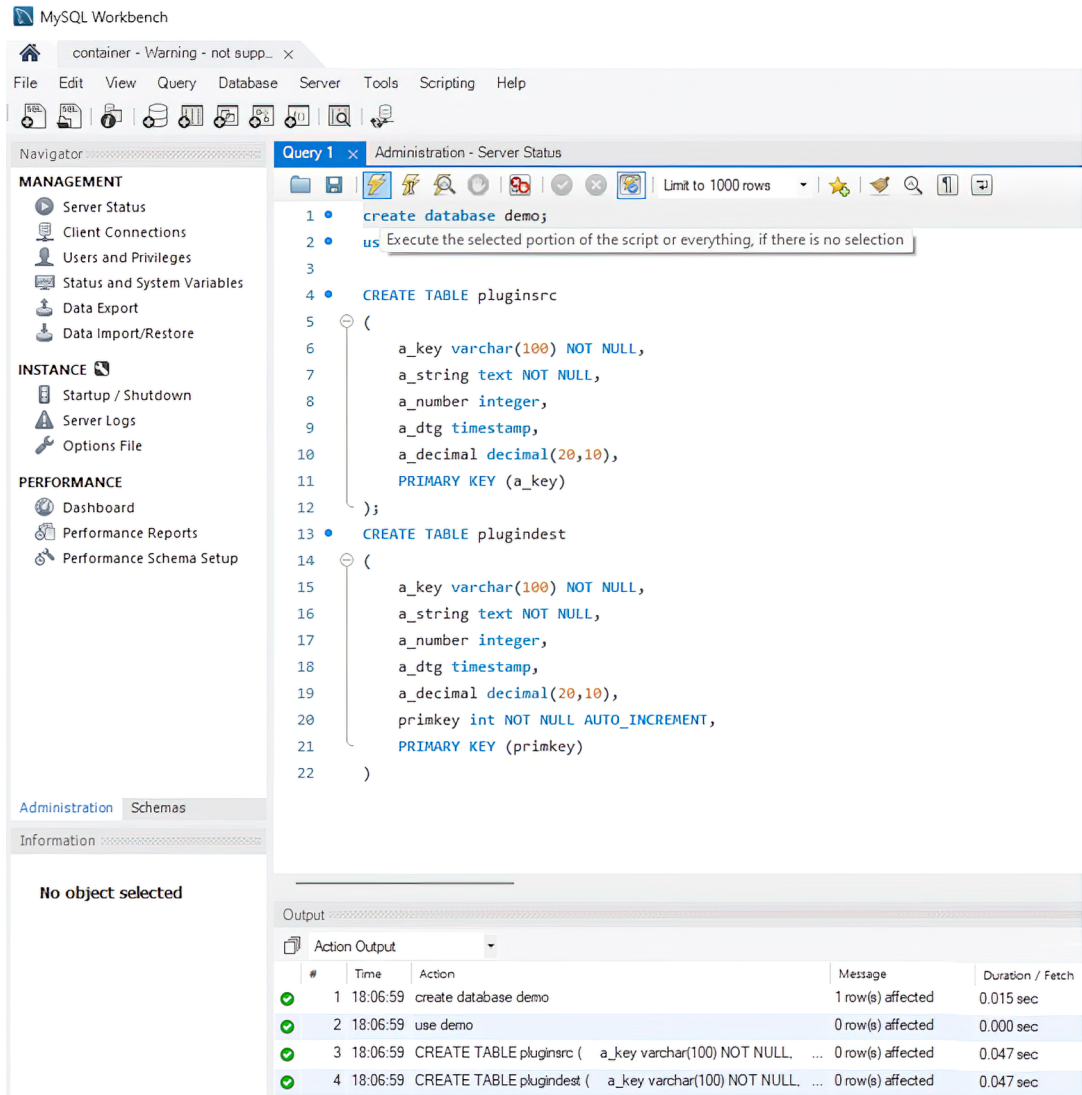 MySQL Workbench
container - Warning - not supp...
File Edit View Query Database Server Tools Scripting Help
Navigator
MANAGEMENT
Server Status
Client Connections
Users and Privileges
Status and System Variables
Data Export
Data Import/Restore
INSTANCE
Startup / Shutdown
Server Logs
Options File
PERFORMANCE
Dashboard
Performance Reports
Performance Schema Setup
Administration Schemas
Information
No object selected
Query 1 Administration - Server Status
Limit to 1000 rows
1 create database demo;
2 us
Execute the selected portion of the script or everything, if there is no selection
3
4 CREATE TABLE pluginsrc
5 (
6 a_key varchar(100) NOT NULL,
7 a_string text NOT NULL,
8 a_number integer,
9 a_dtg timestamp,
10 a_decimal decimal(20,10),
11 PRIMARY KEY (a_key)
12 );
13 CREATE TABLE plugindest
14 (
15 a_key varchar(100) NOT NULL,
16 a_string text NOT NULL,
17 a_number integer,
18 a_dtg timestamp,
19 a_decimal decimal(20,10),
20 primkey int NOT NULL AUTO_INCREMENT,
21 PRIMARY KEY (primkey)
22 )
Output
Action Output
# Time Action Message Duration / Fetch
1 18:06:59 create database demo 1 row(s) affected 0.015 sec
2 18:06:59 use demo 0 row(s) affected 0.000 sec
3 18:06:59 CREATE TABLE pluginsrc ( a_key varchar(100) NOT NULL, ... 0 row(s) affected 0.047 sec
4 18:06:59 CREATE TABLE plugindest ( a_key varchar(100) NOT NULL, ... 0 row(s) affected 0.047 sec